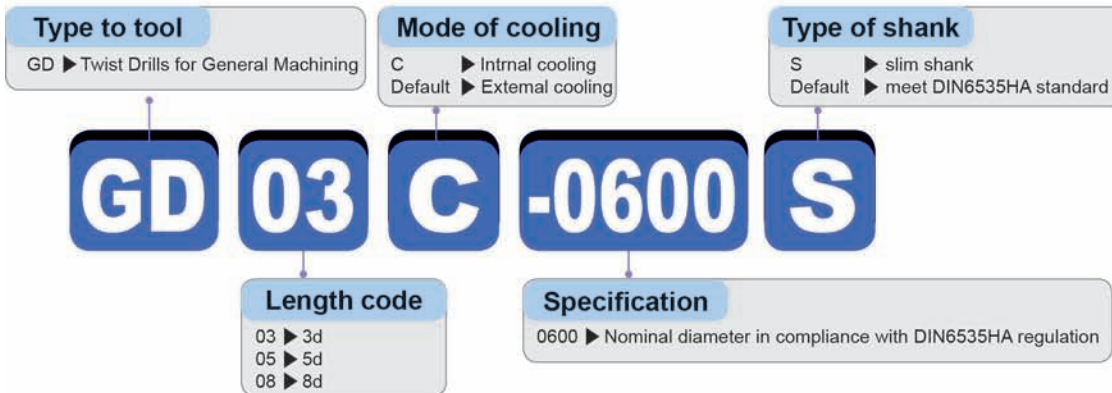 Type to tool
GD ▶ Twist Drills for General Machining
Mode of cooling
C ▶ Intrnal cooling
Default ▶ External cooling
Type of shank
S ▶ slim shank
Default ▶ meet DIN6535HA standard
GD 03 C -0600 S
Length code
03 ▶ 3d
05 ▶ 5d
08 ▶ 8d
Specification
0600 ▶ Nominal diameter in compliance with DIN6535HA regulation